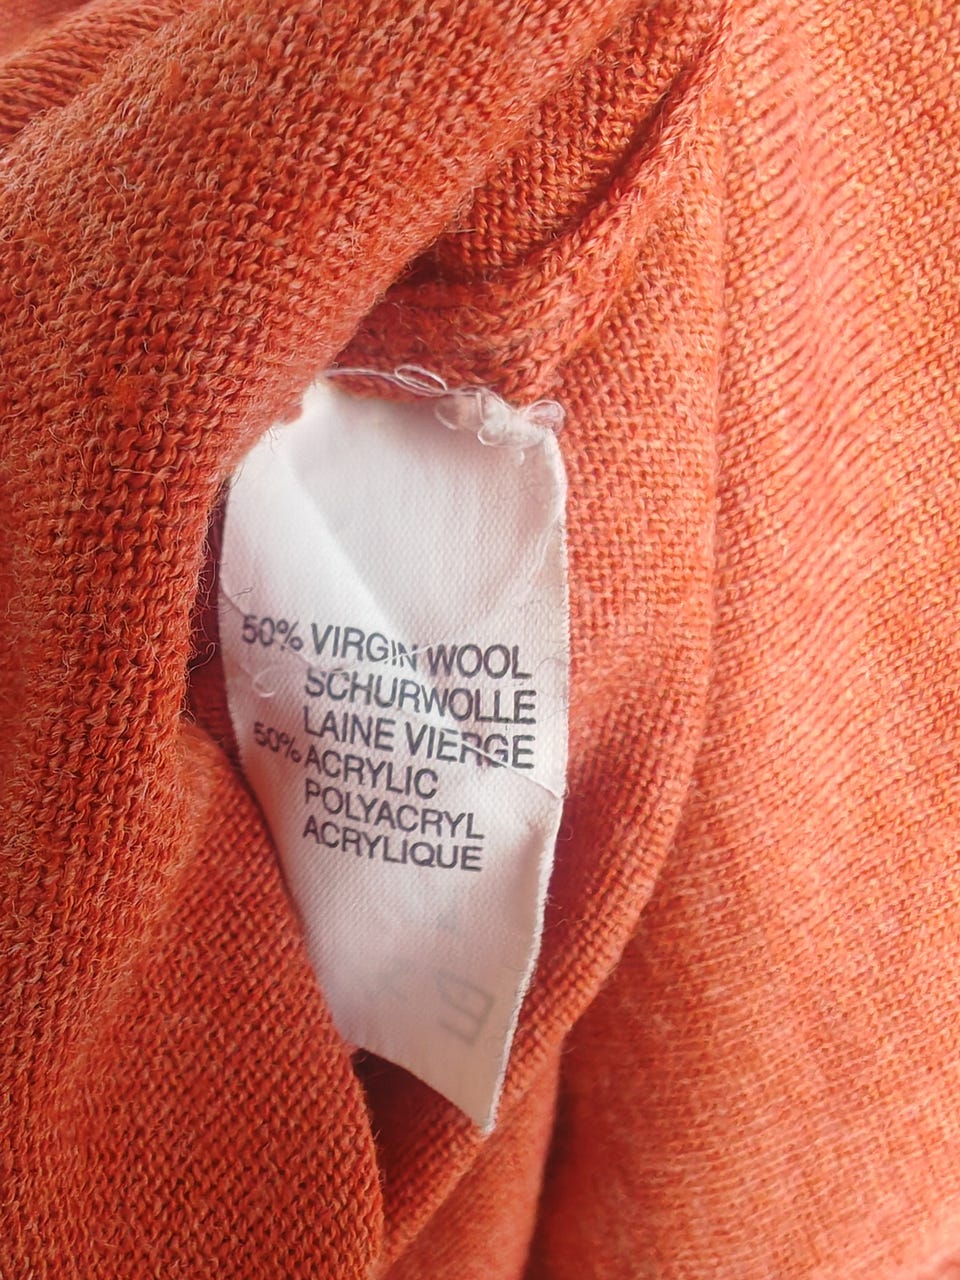 50% VIRGIN WOOL
SCHURWOLLE
LAINE VIERGE
50% ACRYLIC
POLYACRYL
ACRYLIQUE